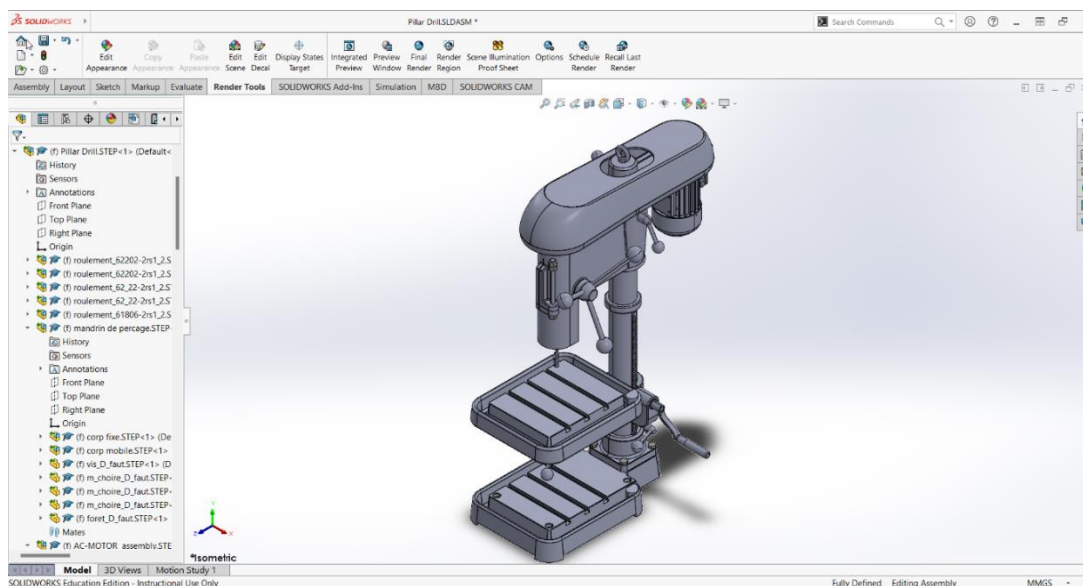 SOLIDWORKS
Pillar Drill.SLDASM *
Search Commands
Edit Appearance
Copy Appearance
Paste Appearance
Edit Scene
Edit Decal
Display States Target
Integrated Preview
Preview Window
Final Render
Render Region
Scene Illumination Proof Sheet
Options
Schedule Render
Recall Last Render
Assembly Layout Sketch Markup Evaluate Render Tools SOLIDWORKS Add-Ins Simulation MBD SOLIDWORKS CAM
(f) Pillar Drill.STEP<1> (Default<
History
Sensors
Annotations
Front Plane
Top Plane
Right Plane
Origin
(f) roulement_62202-2rs1_2.S
(f) roulement_62202-2rs1_2.S
(f) roulement_62_22-2rs1_2.S
(f) roulement_62_22-2rs1_2.S
(f) roulement_61806-2rs1_2.S
(f) mandrin de percage.STEP
History
Sensors
Annotations
Front Plane
Top Plane
Right Plane
Origin
(f) corp fixe.STEP<1> (De
(f) corp mobile.STEP<1>
(f) vis_D_faut.STEP<1> (D
(f) m_choire_D_faut.STEP
(f) m_choire_D_faut.STEP
(f) m_choire_D_faut.STEP
(f) foret_D_faut.STEP<1>
Mates
(f) AC-MOTOR assembly.STE
*Isometric
Model 3D Views Motion Study 1
SOLIDWORKS Education Edition - Instructional Use Only
Fully Defined Editing Assembly MMGS